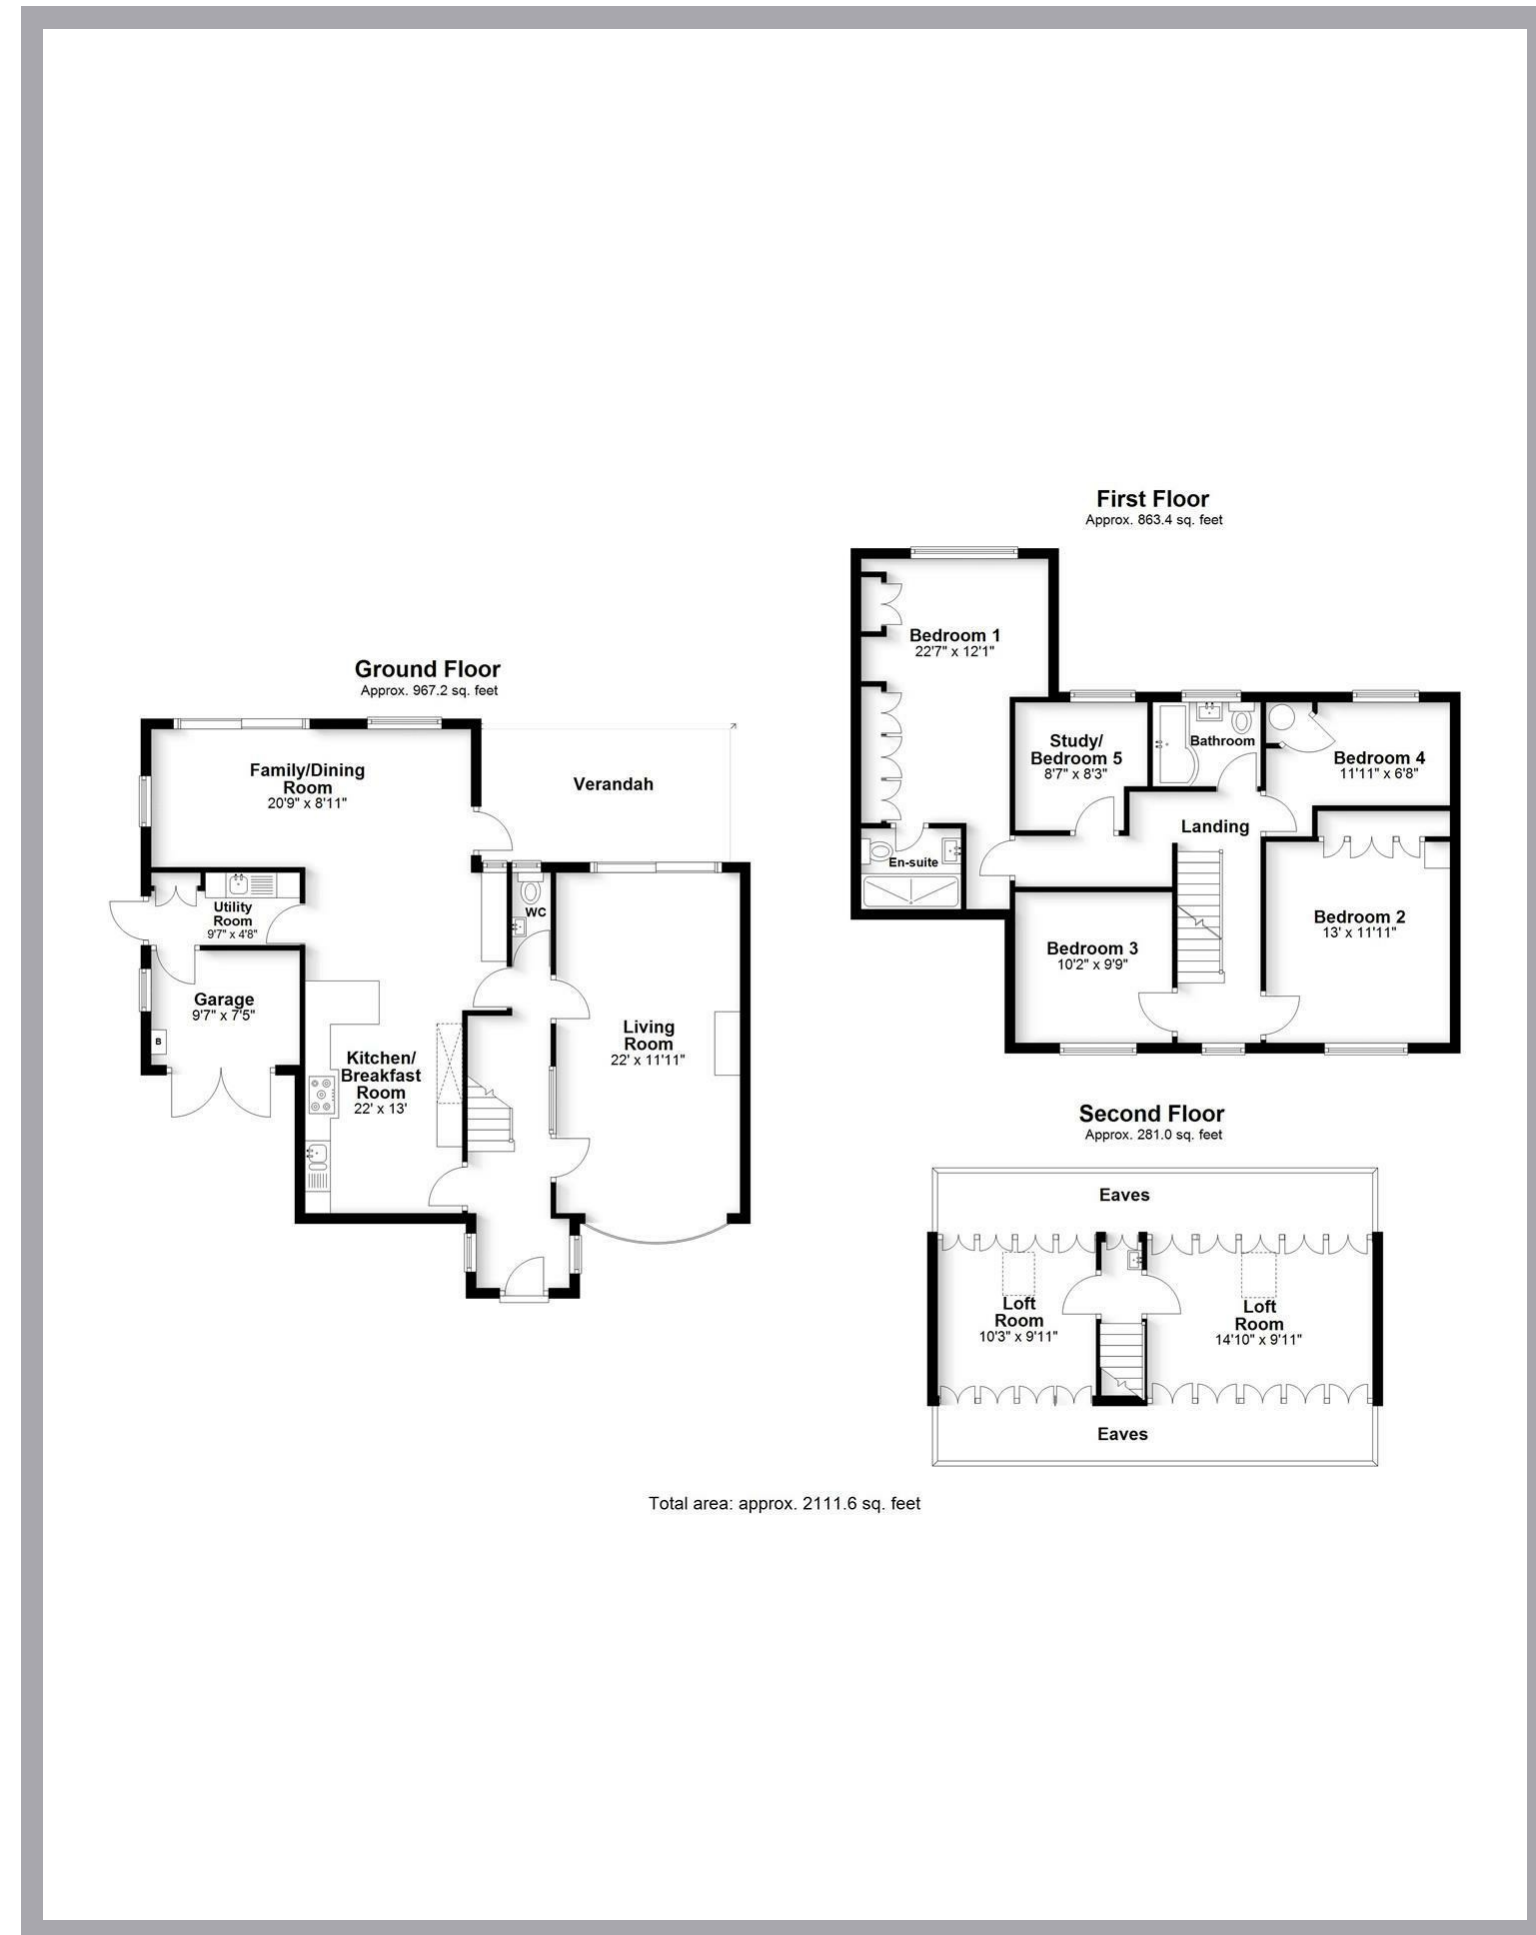 Ground Floor
Approx. 967.2 sq. feet
Family/Dining
Room
20'9" x 8'11"
Verandah
Utility
Room
9'7" x 4'8"
WC
Garage
9'7" x 7'5"
B
Kitchen/
Breakfast
Room
22' x 13'
Living
Room
22' x 11'11"
First Floor
Approx. 863.4 sq. feet
Bedroom 1
22'7" x 12'1"
Study/
Bedroom 5
8'7" x 8'3"
Bathroom
Bedroom 4
11'11" x 6'8"
Landing
En-suite
Bedroom 2
13' x 11'11"
Bedroom 3
10'2" x 9'9"
Second Floor
Approx. 281.0 sq. feet
Eaves
Loft
Room
10'3" x 9'11"
Loft
Room
14'10" x 9'11"
Eaves
Total area: approx. 2111.6 sq. feet